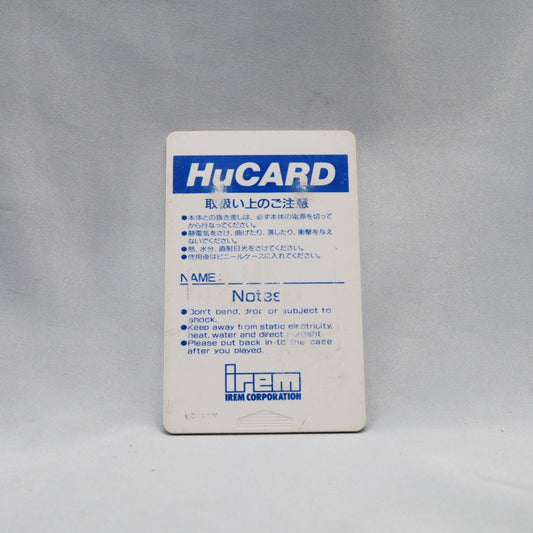 HuCARD
取扱い上のご注意
●本体との抜き差しは、必ず本体の電源を切って
から行なってください。
●静電気をさけ、曲げたり、落したり、衝撃を与え
ないでください。
●熱、水分、直射日光をさけてください。
●使用後はビニールケースに入れてください。
NAME:
Notes
●Don't bend, drop or subject to
shock.
●Keep away from static electricity,
heat, water and direct sunlight.
●Please put back in-to the case
after you played.
irem
IREM CORPORATION